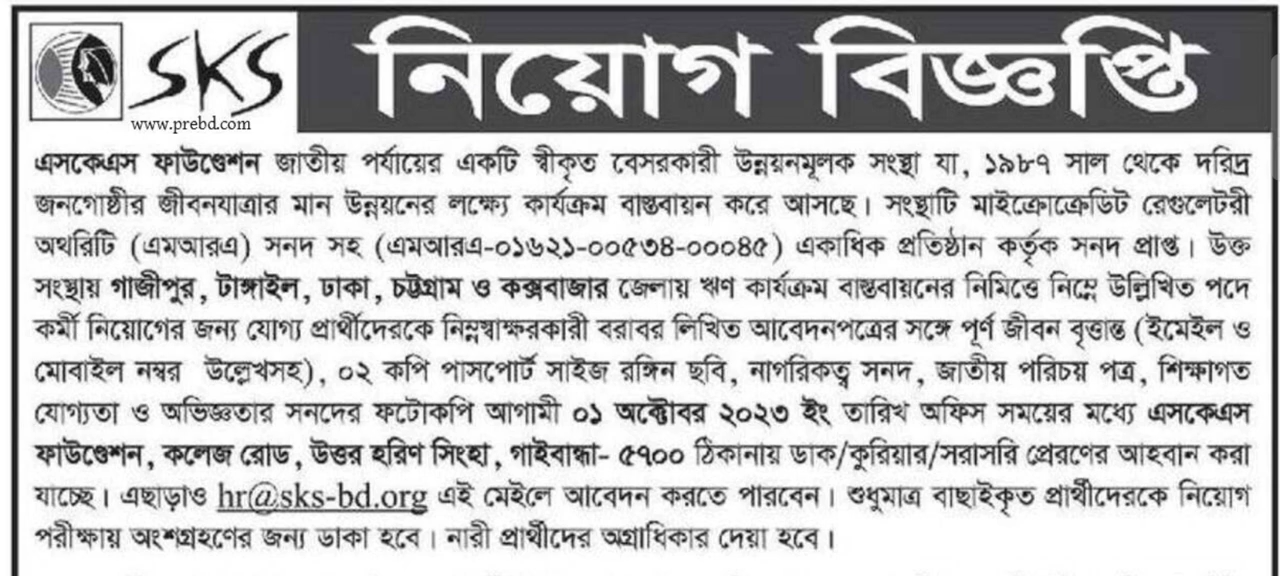 SKS
নিয়োগ বিজ্ঞপ্তি
www.prebd.com
এসকেএস ফাউণ্ডেশন জাতীয় পর্যায়ের একটি স্বীকৃত বেসরকারী উন্নয়নমূলক সংস্থা যা, ১৯৮৭ সাল থেকে দরিদ্র
জনগোষ্ঠীর জীবনযাত্রার মান উন্নয়নের লক্ষ্যে কার্যক্রম বাস্তবায়ন করে আসছে। সংস্থাটি মাইক্রোক্রেডিট রেগুলেটরী
অথরিটি (এমআরএ) সনদ সহ (এমআরএ-০১৬২১-০০৫৩৪-০০০৪৫) একাধিক প্রতিষ্ঠান কর্তৃক সনদ প্রাপ্ত। উক্ত
সংস্থায় গাজীপুর, টাঙ্গাইল, ঢাকা, চট্টগ্রাম ও কক্সবাজার জেলায় ঋণ কার্যক্রম বাস্তবায়নের নিমিত্তে নিম্নে উল্লিখিত পদে
কর্মী নিয়োগের জন্য যোগ্য প্রার্থীদেরকে নিম্নস্বাক্ষরকারী বরাবর লিখিত আবেদনপত্রের সঙ্গে পূর্ণ জীবন বৃত্তান্ত (ইমেইল ও
মোবাইল নম্বর উল্লেখসহ), ০২ কপি পাসপোর্ট সাইজ রঙ্গিন ছবি, নাগরিকত্ব সনদ, জাতীয় পরিচয় পত্র, শিক্ষাগত
যোগ্যতা ও অভিজ্ঞতার সনদের ফটোকপি আগামী ০১ অক্টোবর ২০২৩ ইং তারিখ অফিস সময়ের মধ্যে এসকেএস
ফাউণ্ডেশন, কলেজ রোড, উত্তর হরিণ সিংহা, গাইবান্ধা- ৫৭০০ ঠিকানায় ডাক/কুরিয়ার/সরাসরি প্রেরণের আহবান করা
যাচ্ছে। এছাড়াও hr@sks-bd.org এই মেইলে আবেদন করতে পারবেন। শুধুমাত্র বাছাইকৃত প্রার্থীদেরকে নিয়োগ
পরীক্ষায় অংশগ্রহণের জন্য ডাকা হবে। নারী প্রার্থীদের অগ্রাধিকার দেয়া হবে।